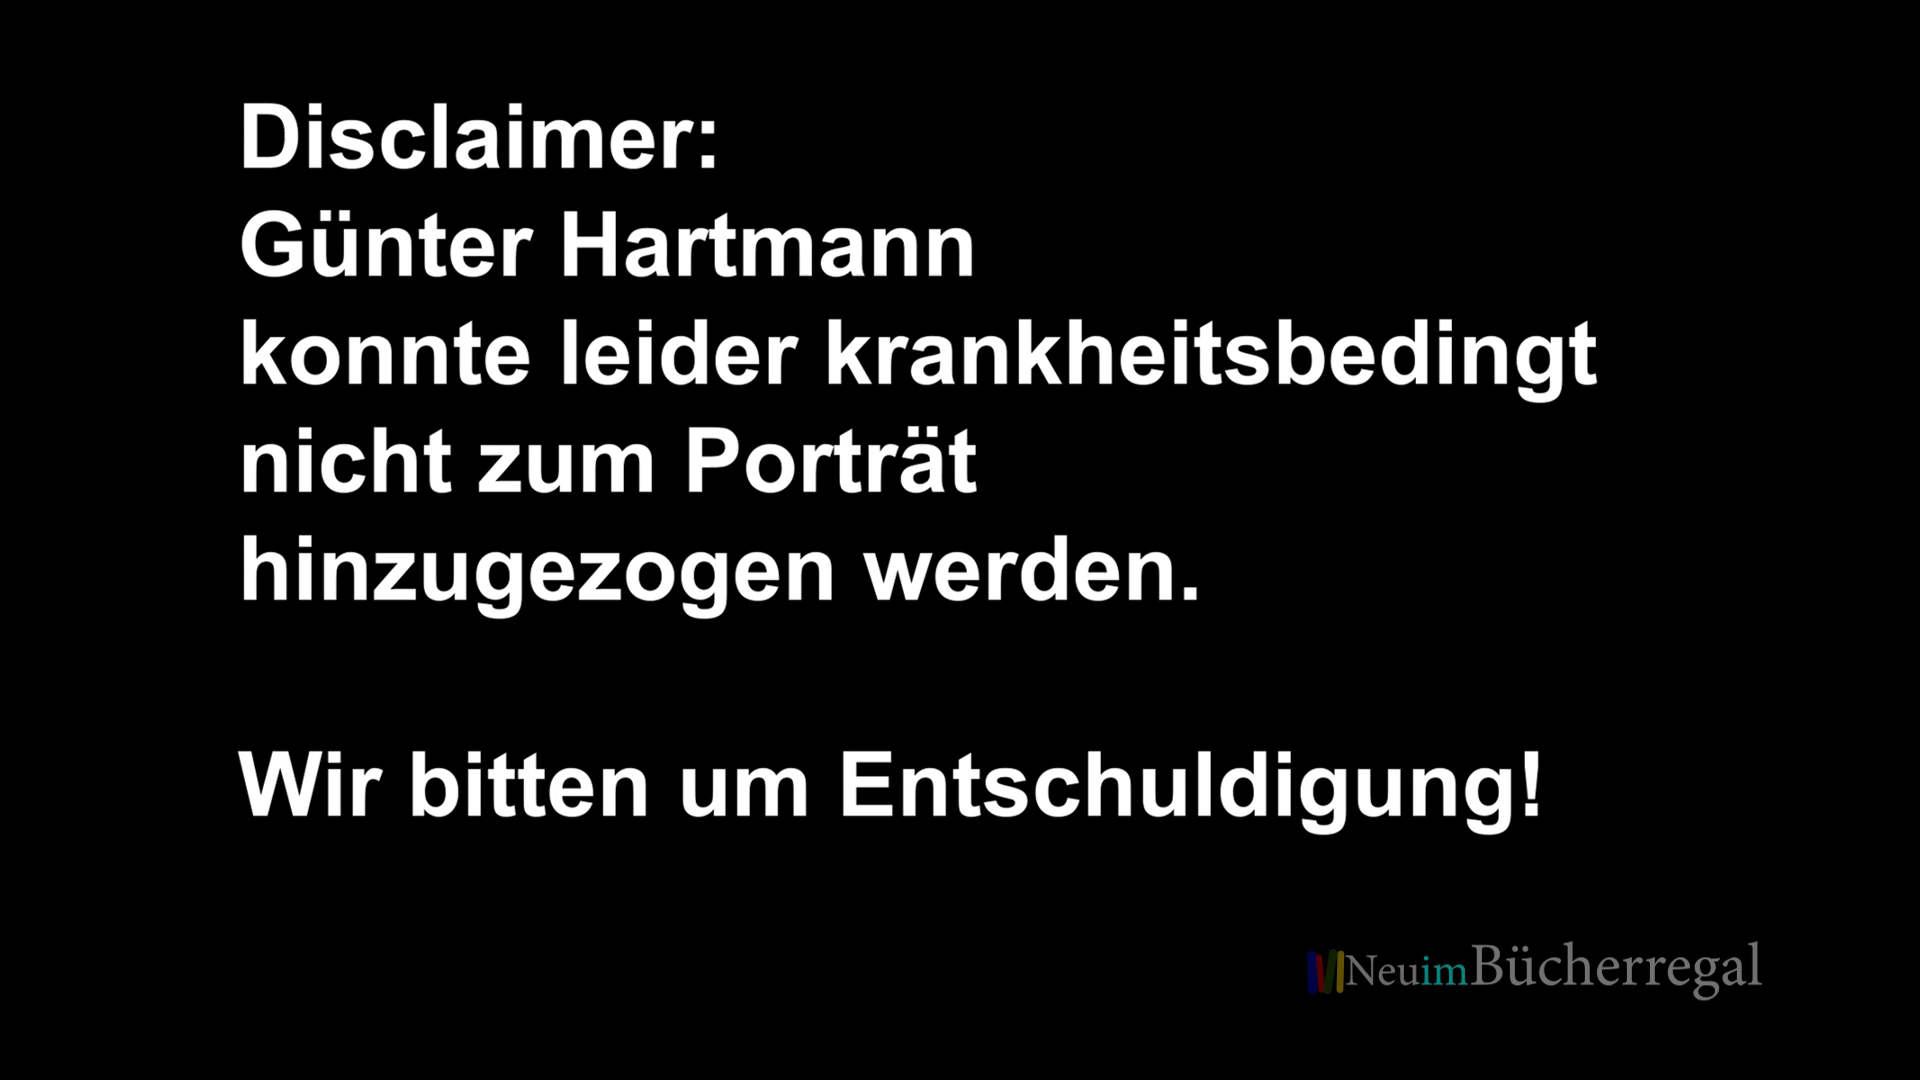 Disclaimer:
Günter Hartmann
konnte leider krankheitsbedingt
nicht zum Porträt
hinzugezogen werden.
Wir bitten um Entschuldigung!
NeuimBücherregal